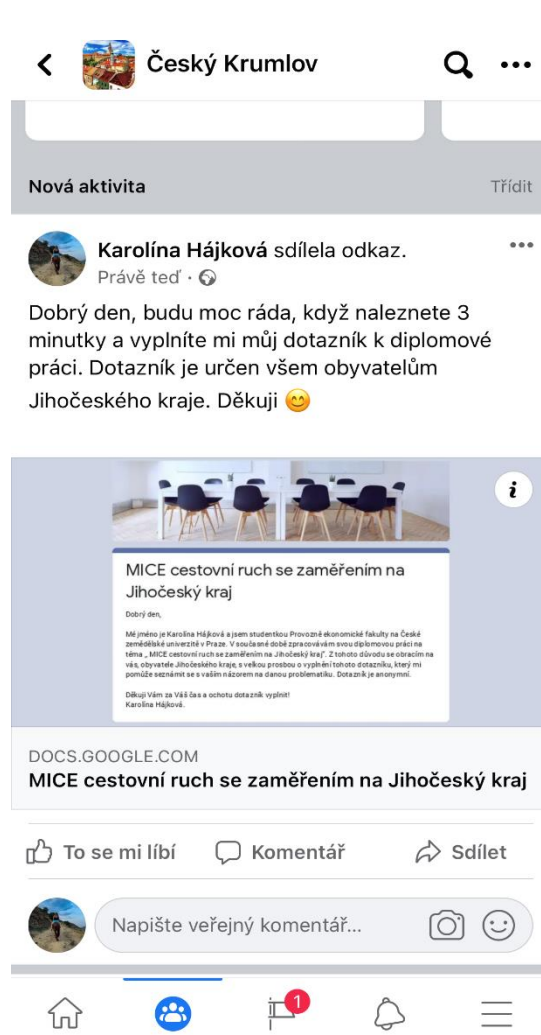 Český Krumlov
Nová aktivita
Třídit
Karolína Hájková sdílela odkaz.
Právě teď ·
Dobrý den, budu moc ráda, když naleznete 3
minutky a vyplníte mi můj dotazník k diplomové
práci. Dotazník je určen všem obyvatelům
Jihočeského kraje. Děkuji 😊
i
MICE cestovní ruch se zaměřením na
Jihočeský kraj
Dobrý den,
Mé jméno je Karolína Hájková a jsem studentkou Provozně ekonomické fakulty na České
zemědělské univerzitě v Praze. V současné době zpracovávám svou diplomovou práci na
téma „ MICE cestovní ruch se zaměřením na Jihočeský kraj". Z tohoto důvodu se obracím na
vás, obyvatele Jihočeského kraje, s velkou prosbou o vyplnění tohoto dotazníku, který mi
pomůže seznámit se s vaším názorem na danou problematiku. Dotazník je anonymní.
Děkuji Vám za Váš čas a ochotu dotazník vyplnit!
Karolína Hájková.
DOCS.GOOGLE.COM
MICE cestovní ruch se zaměřením na Jihočeský kraj
To se mi líbí
Komentář
Sdílet
Napište veřejný komentář...
1